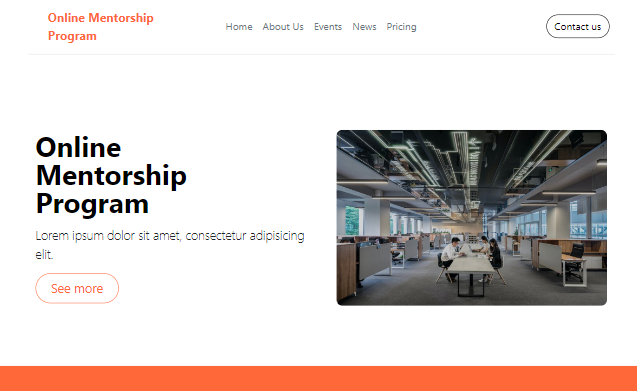 Online Mentorship
Program
Home About Us Events News Pricing
Contact us
Online
Mentorship
Program
Lorem ipsum dolor sit amet, consectetur adipisicing
elit.
See more